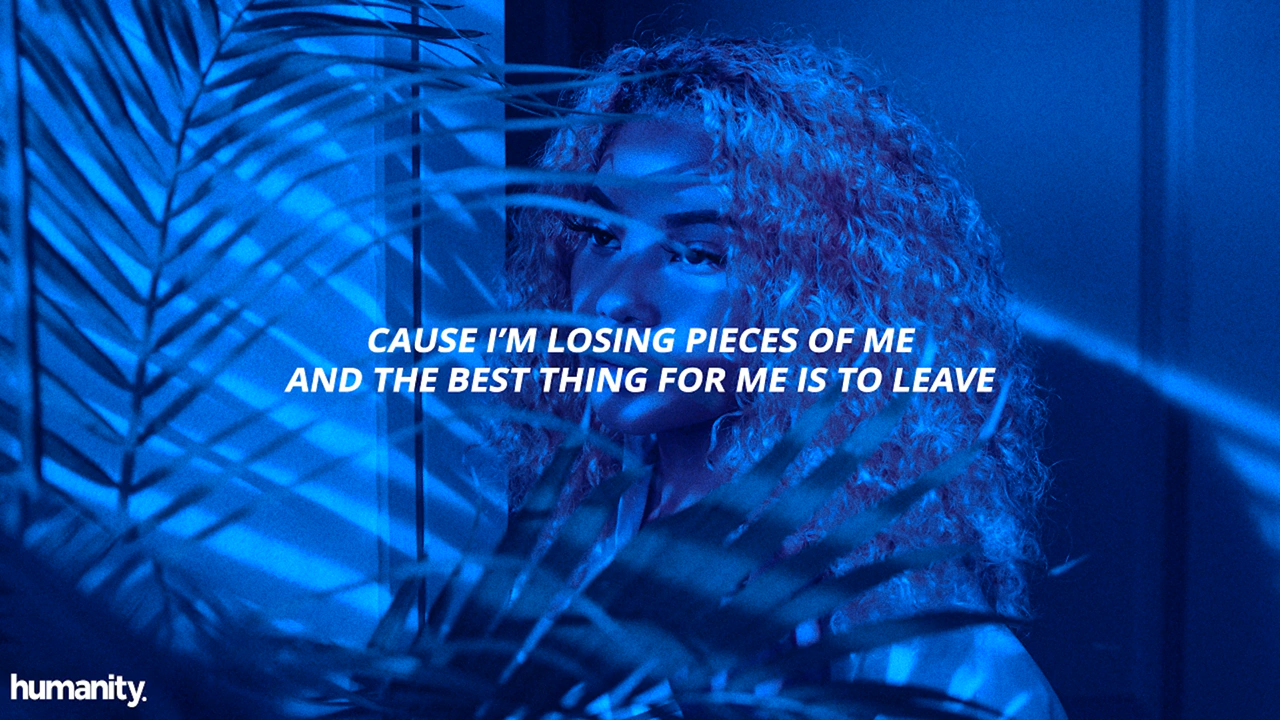 CAUSE I’M LOSING PIECES OF ME
AND THE BEST THING FOR ME IS TO LEAVE
humanity.